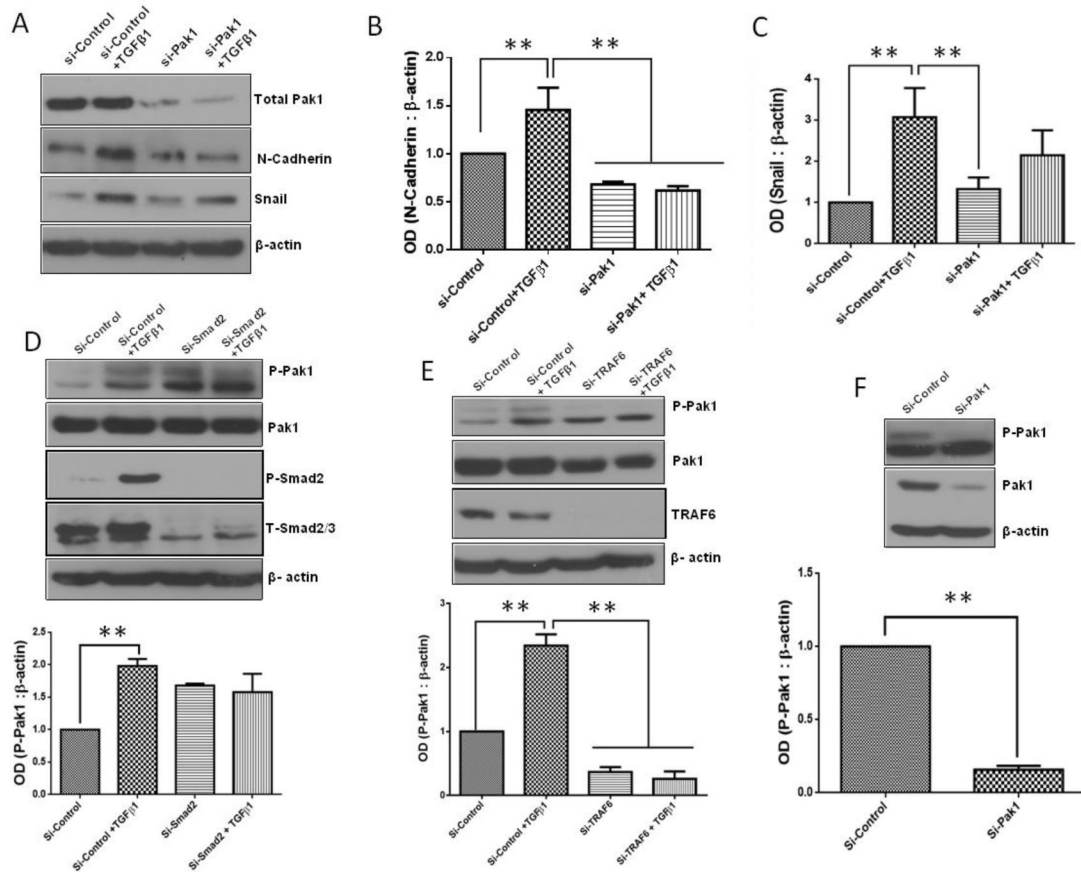 A
si-Control
si-Control
+TGFβ1
si-Pak1
si-Pak1
+TGFβ1
Total Pak1
N-Cadherin
Snail
β-actin
B
**
**
OD (N-Cadherin : β-actin)
2.0
1.5
1.0
0.5
0.0
si-Control
si-Control+TGFβ1
si-Pak1
si-Pak1+ TGFβ1
C
**
**
OD (Snail : β-actin)
5
4
3
2
1
0
si-Control
si-Control+TGFβ1
si-Pak1
si-Pak1+ TGFβ1
D
Si-Control
Si-Control
+TGFβ1
Si-Sma d2
Si-Sma d2
+TGFβ1
P-Pak1
Pak1
P-Smad2
T-Smad2/3
β- actin
**
OD (P-Pak1 :β-actin)
2.5
2.0
1.5
1.0
0.5
0.0
Si-Control
Si-Control +TGFβ1
Si-Smad2
Si-Smad2 + TGFβ1
E
Si-Control
Si-Control
+ TGFβ1
Si-TRAF6
Si-TRAF6
+TGFβ1
P-Pak1
Pak1
TRAF6
β- actin
**
**
OD (P-Pak1 : β-actin)
3
2
1
0
Si-Control
Si-Control +TGFβ1
Si-TRAF6
Si-TRAF6 + TGFβ1
F
Si-Control
Si-Pak1
P-Pak1
Pak1
β-actin
**
OD (P-Pak1 : β-actin)
1.5
1.0
0.5
0.0
Si-Control
Si-Pak1